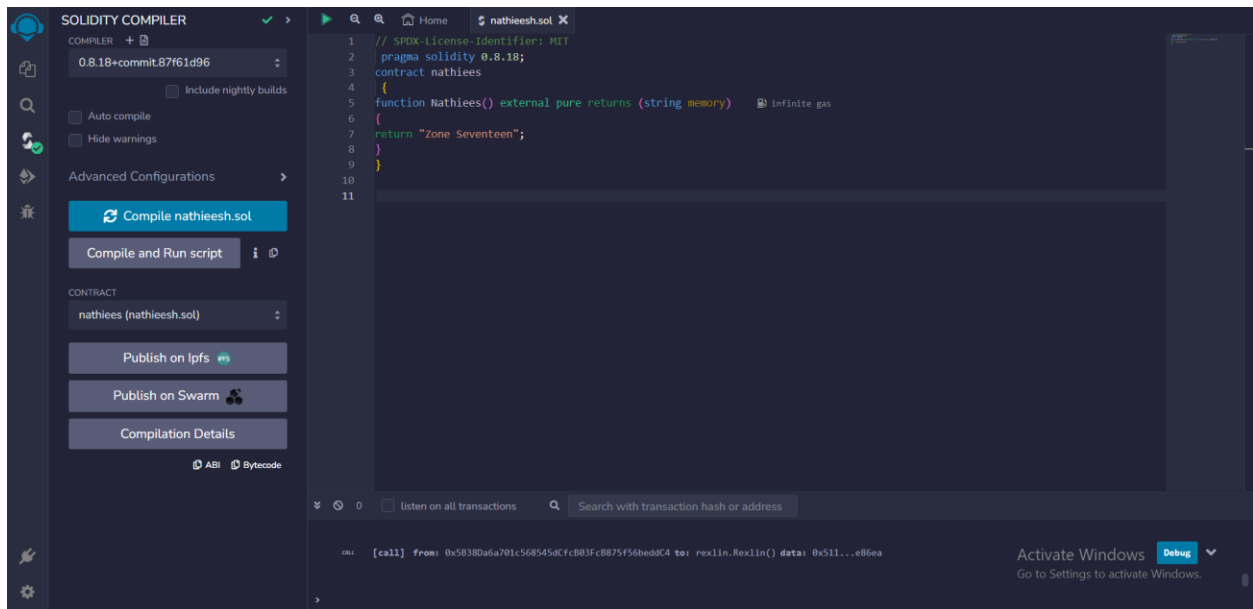 SOLIDITY COMPILER
COMPILER
0.8.18+commit.87f61d96
Include nightly builds
Auto compile
Hide warnings
Advanced Configurations
Compile nathieesh.sol
Compile and Run script
CONTRACT
nathiees (nathieesh.sol)
Publish on Ipfs
Publish on Swarm
Compilation Details
ABI Bytecode
Home nathieesh.sol
1 // SPDX-License-Identifier: MIT
2 pragma solidity 0.8.18;
3 contract nathiees
4 {
5 function Nathiees() external pure returns (string memory) infinite gas
6 {
7 return "Zone Seventeen";
8 }
9 }
10
11
0 listen on all transactions Search with transaction hash or address
CALL [call] from: 0x5B38Da6a701c568545dCfcB03FcB875f56beddC4 to: rexlin.Rexlin() data: 0x511...e86ea
Debug
>
Activate Windows
Go to Settings to activate Windows.